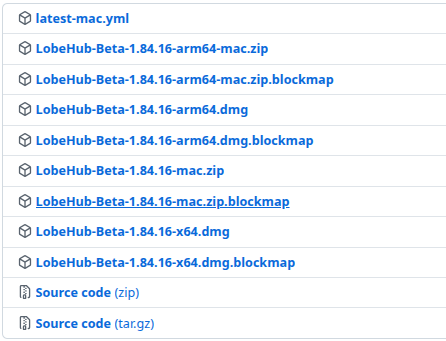 latest-mac.yml
LobeHub-Beta-1.84.16-arm64-mac.zip
LobeHub-Beta-1.84.16-arm64-mac.zip.blockmap
LobeHub-Beta-1.84.16-arm64.dmg
LobeHub-Beta-1.84.16-arm64.dmg.blockmap
LobeHub-Beta-1.84.16-mac.zip
LobeHub-Beta-1.84.16-mac.zip.blockmap
LobeHub-Beta-1.84.16-x64.dmg
LobeHub-Beta-1.84.16-x64.dmg.blockmap
Source code (zip)
Source code (tar.gz)